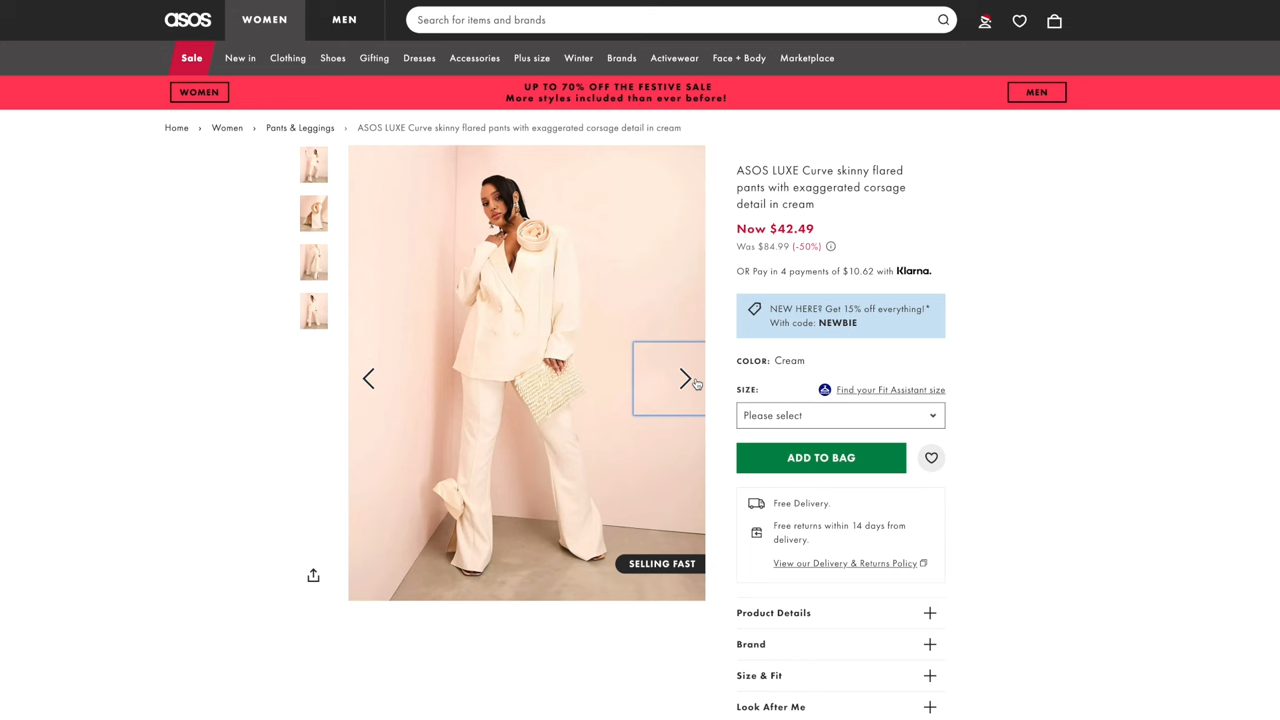 asos
WOMEN
MEN
Search for items and brands
Sale
New in
Clothing
Shoes
Gifting
Dresses
Accessories
Plus size
Winter
Brands
Activewear
Face + Body
Marketplace
WOMEN
UP TO 70% OFF THE FESTIVE SALE
More styles included than ever before!
MEN
Home › Women › Pants & Leggings › ASOS LUXE Curve skinny flared pants with exaggerated corsage detail in cream
SELLING FAST
ASOS LUXE Curve skinny flared
pants with exaggerated corsage
detail in cream
Now $42.49
Was $84.99 (-50%)
OR Pay in 4 payments of $10.62 with Klarna.
NEW HERE? Get 15% off everything!*
With code: NEWBIE
COLOR: Cream
SIZE:
Find your Fit Assistant size
Please select
ADD TO BAG
Free Delivery.
Free returns within 14 days from
delivery.
View our Delivery & Returns Policy
Product Details
Brand
Size & Fit
Look After Me